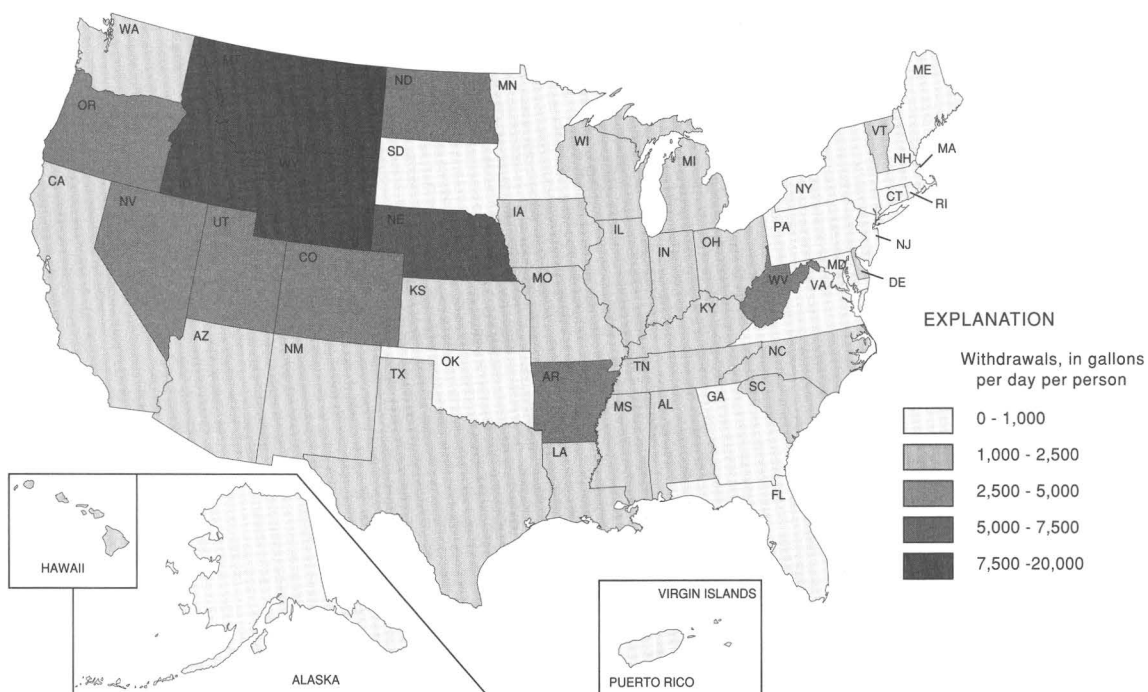 WA
MT
ND
MN
ME
OR
VT
WI
MI
NH
MA
SD
NY
CT
RI
CA
NV
UT
NE
IA
PA
NJ
IL
IN
OH
CO
MO
WV
MD
VA
DE
KS
KY
AZ
NM
TX
OK
AR
TN
NC
SC
GA
MS
AL
LA
FL
WY
HAWAII
ALASKA
VIRGIN ISLANDS
PUERTO RICO
EXPLANATION
Withdrawals, in gallons
per day per person
0 - 1,000
1,000 - 2,500
2,500 - 5,000
5,000 - 7,500
7,500 -20,000